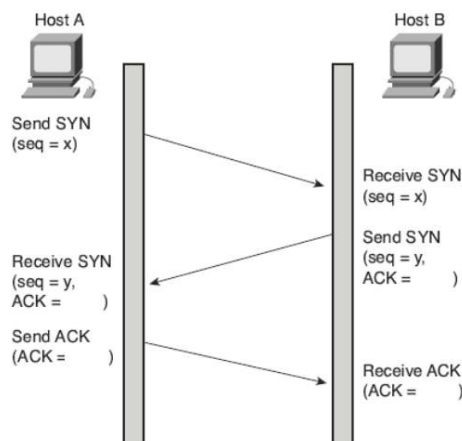 Host A
Host B
Send SYN
(seq = x)
Receive SYN
(seq = x)
Send SYN
(seq = y,
ACK = )
Receive SYN
(seq = y,
ACK = )
Send ACK
(ACK = )
Receive ACK
(ACK = )